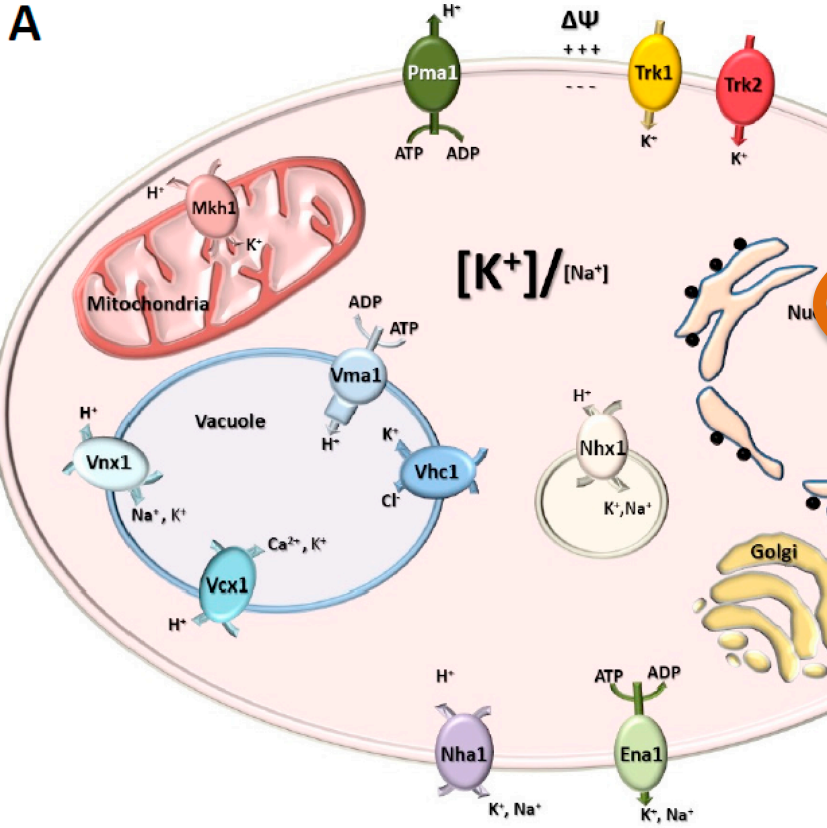 A
H⁺
ΔΨ
+ + +
- - -
Pma1
Trk1
Trk2
ATP
ADP
K⁺
K⁺
H⁺
Mkh1
K⁺
[K⁺]/[Na⁺]
Mitochondria
ADP
ATP
Vma1
H⁺
Vacuole
H⁺
Vnx1
Na⁺, K⁺
K⁺
Vhc1
Cl⁻
H⁺
Nhx1
K⁺,Na⁺
Ca²⁺, K⁺
Vcx1
H⁺
Golgi
H⁺
Nha1
K⁺, Na⁺
ATP
ADP
Ena1
K⁺, Na⁺